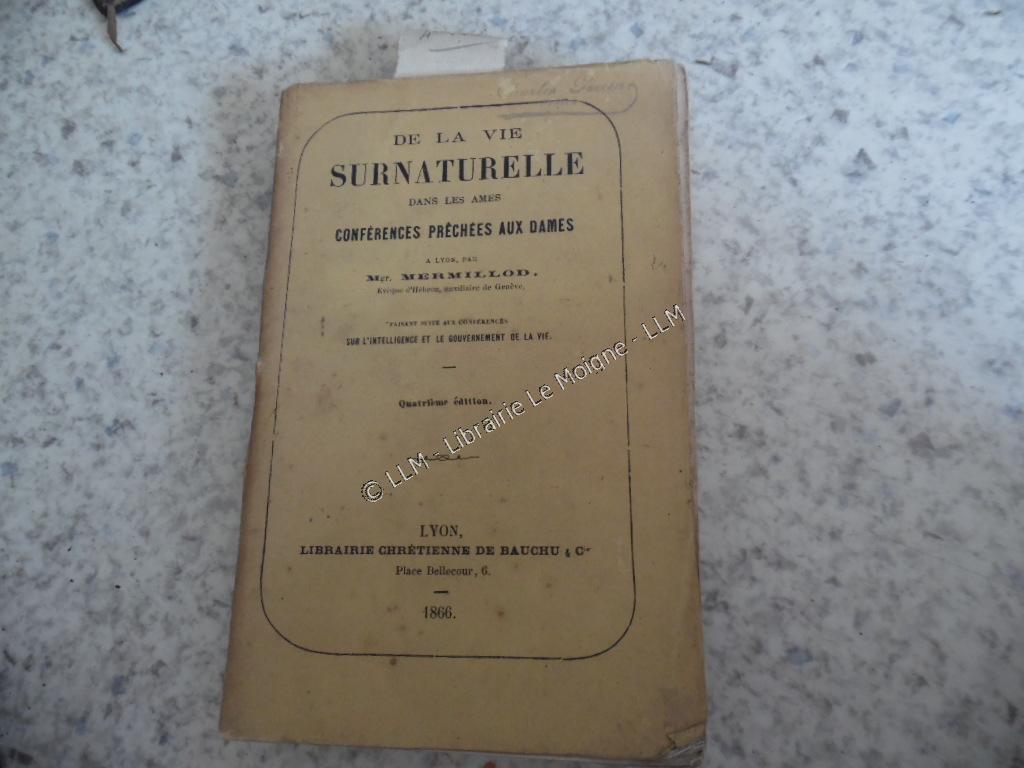 DE LA VIE
SURNATURELLE
DANS LES AMES
CONFÉRENCES PRÊCHÉES AUX DAMES
A LYON, PAR
Mgr. MERMILLOD.
Evêque d'Hébron, auxiliaire de Genève,
FAISANT SUITE AUX CONFÉRENCES
SUR L'INTELLIGENCE ET LE GOUVERNEMENT DE LA VIE.
Quatrième édition.
© LLM - Librairie Le Moigne - LLM
LYON,
LIBRAIRIE CHRÉTIENNE DE BAUCHU & Cie
Place Bellecour, 6.
1866.